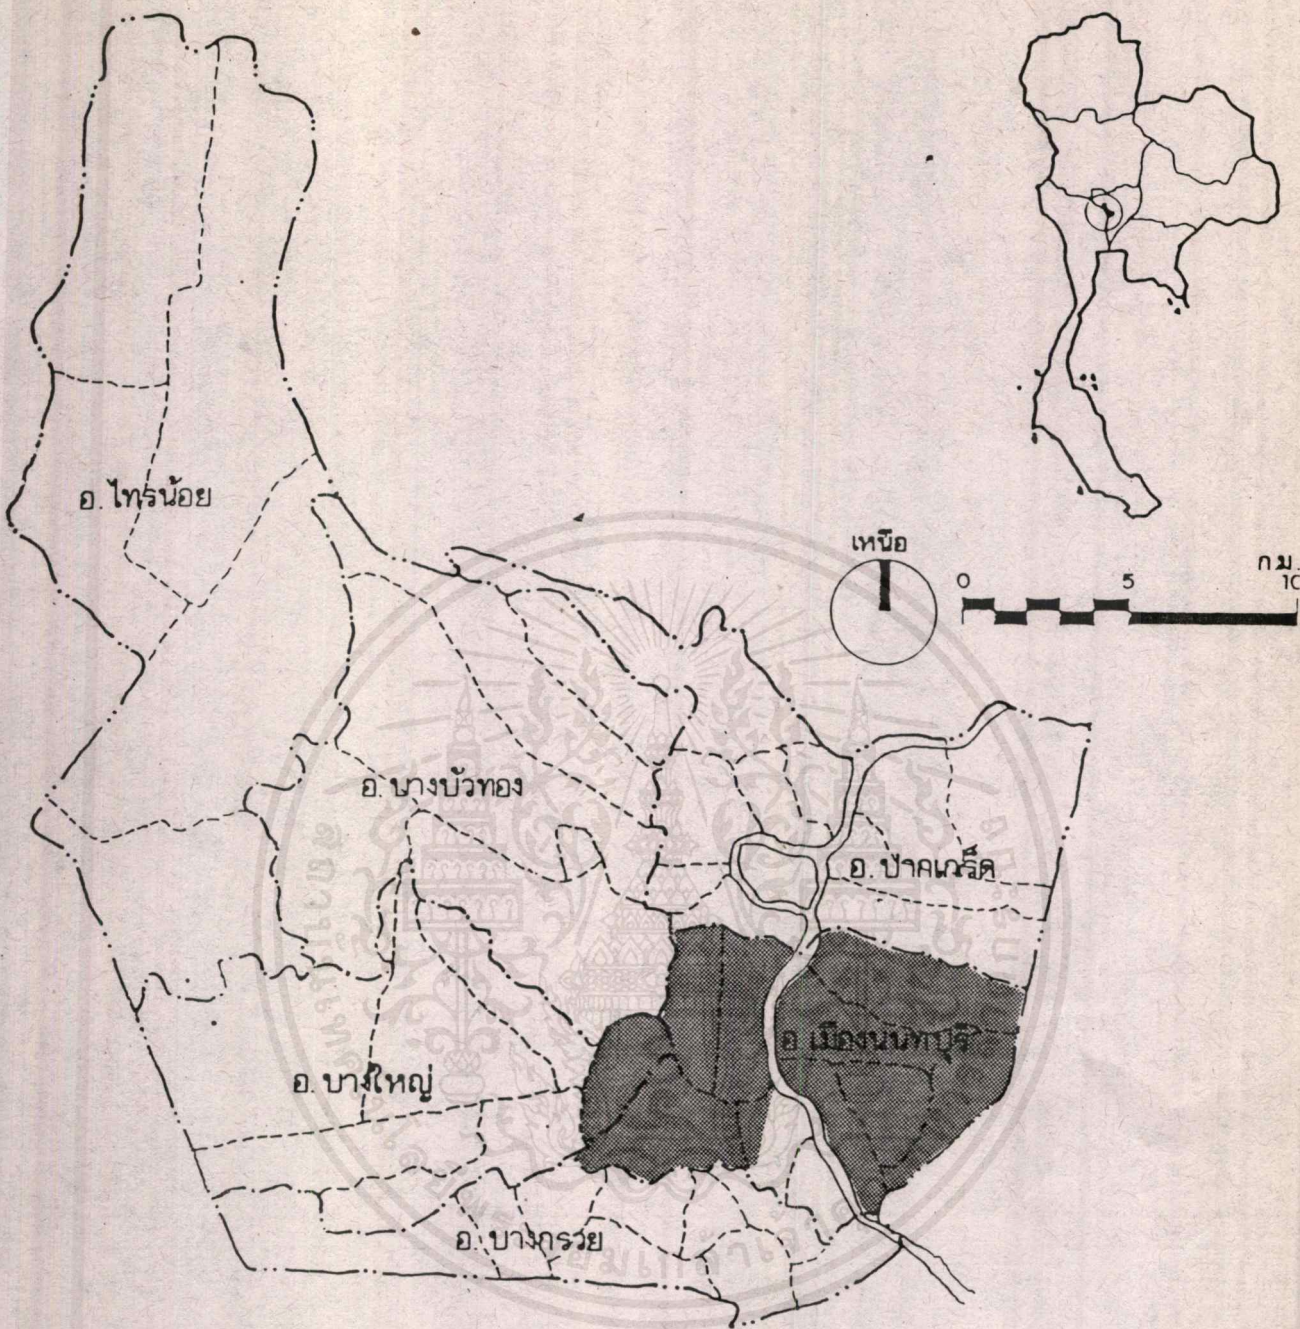 อ. ไทรน้อย
เหนือ
ก.ม.
0 5 10
อ. บางบัวทอง
อ. ปากเกร็ด
อ เมืองนนทบุรี
อ. บางใหญ่
อ. บางกรวย